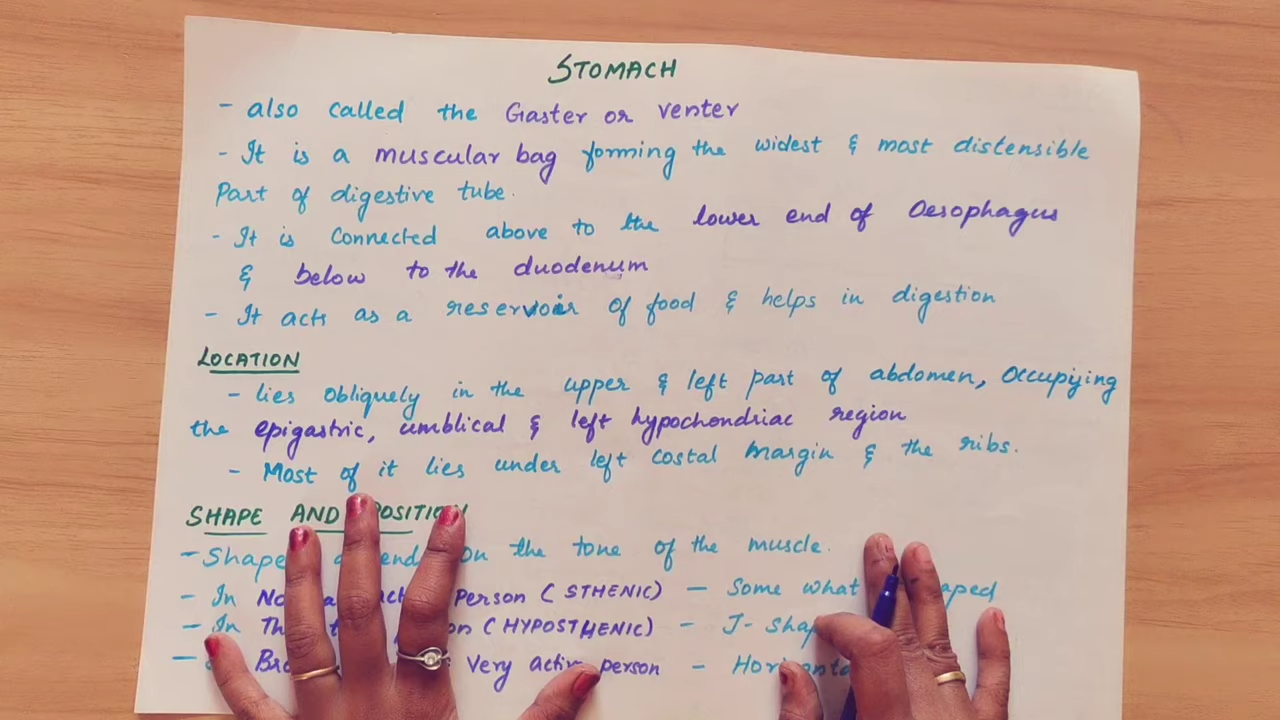 STOMACH
- also called the Gaster or venter
- It is a muscular bag forming the widest & most distensible
Part of digestive tube.
- It is Connected above to the lower end of Oesophagus
& below to the duodenum
- It acts as a reservoir of food & helps in digestion
LOCATION
- lies obliquely in the upper & left part of abdomen, Occupying
the epigastric, umblical & left hypochondriac region
- Most of it lies under left costal margin & the ribs.
SHAPE AND POSITION
- Shape on the tone of the muscle.
- In Person (STHENIC) - Some what
- In (HYPOSTHENIC) - J-
- Very active person -